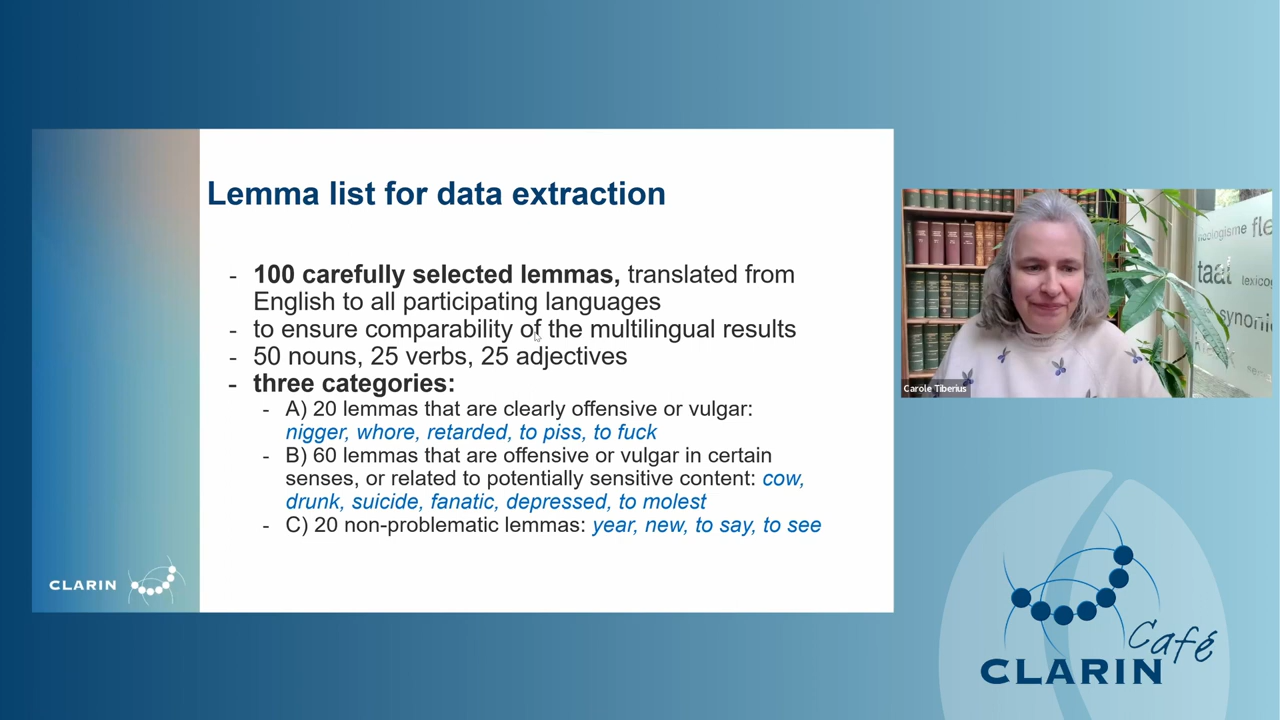 Lemma list for data extraction
- 100 carefully selected lemmas, translated from
English to all participating languages
- to ensure comparability of the multilingual results
- 50 nouns, 25 verbs, 25 adjectives
- three categories:
- A) 20 lemmas that are clearly offensive or vulgar:
nigger, whore, retarded, to piss, to fuck
- B) 60 lemmas that are offensive or vulgar in certain
senses, or related to potentially sensitive content: cow,
drunk, suicide, fanatic, depressed, to molest
- C) 20 non-problematic lemmas: year, new, to say, to see
CLARIN
taal
Carole Tiberius
Café
CLARIN